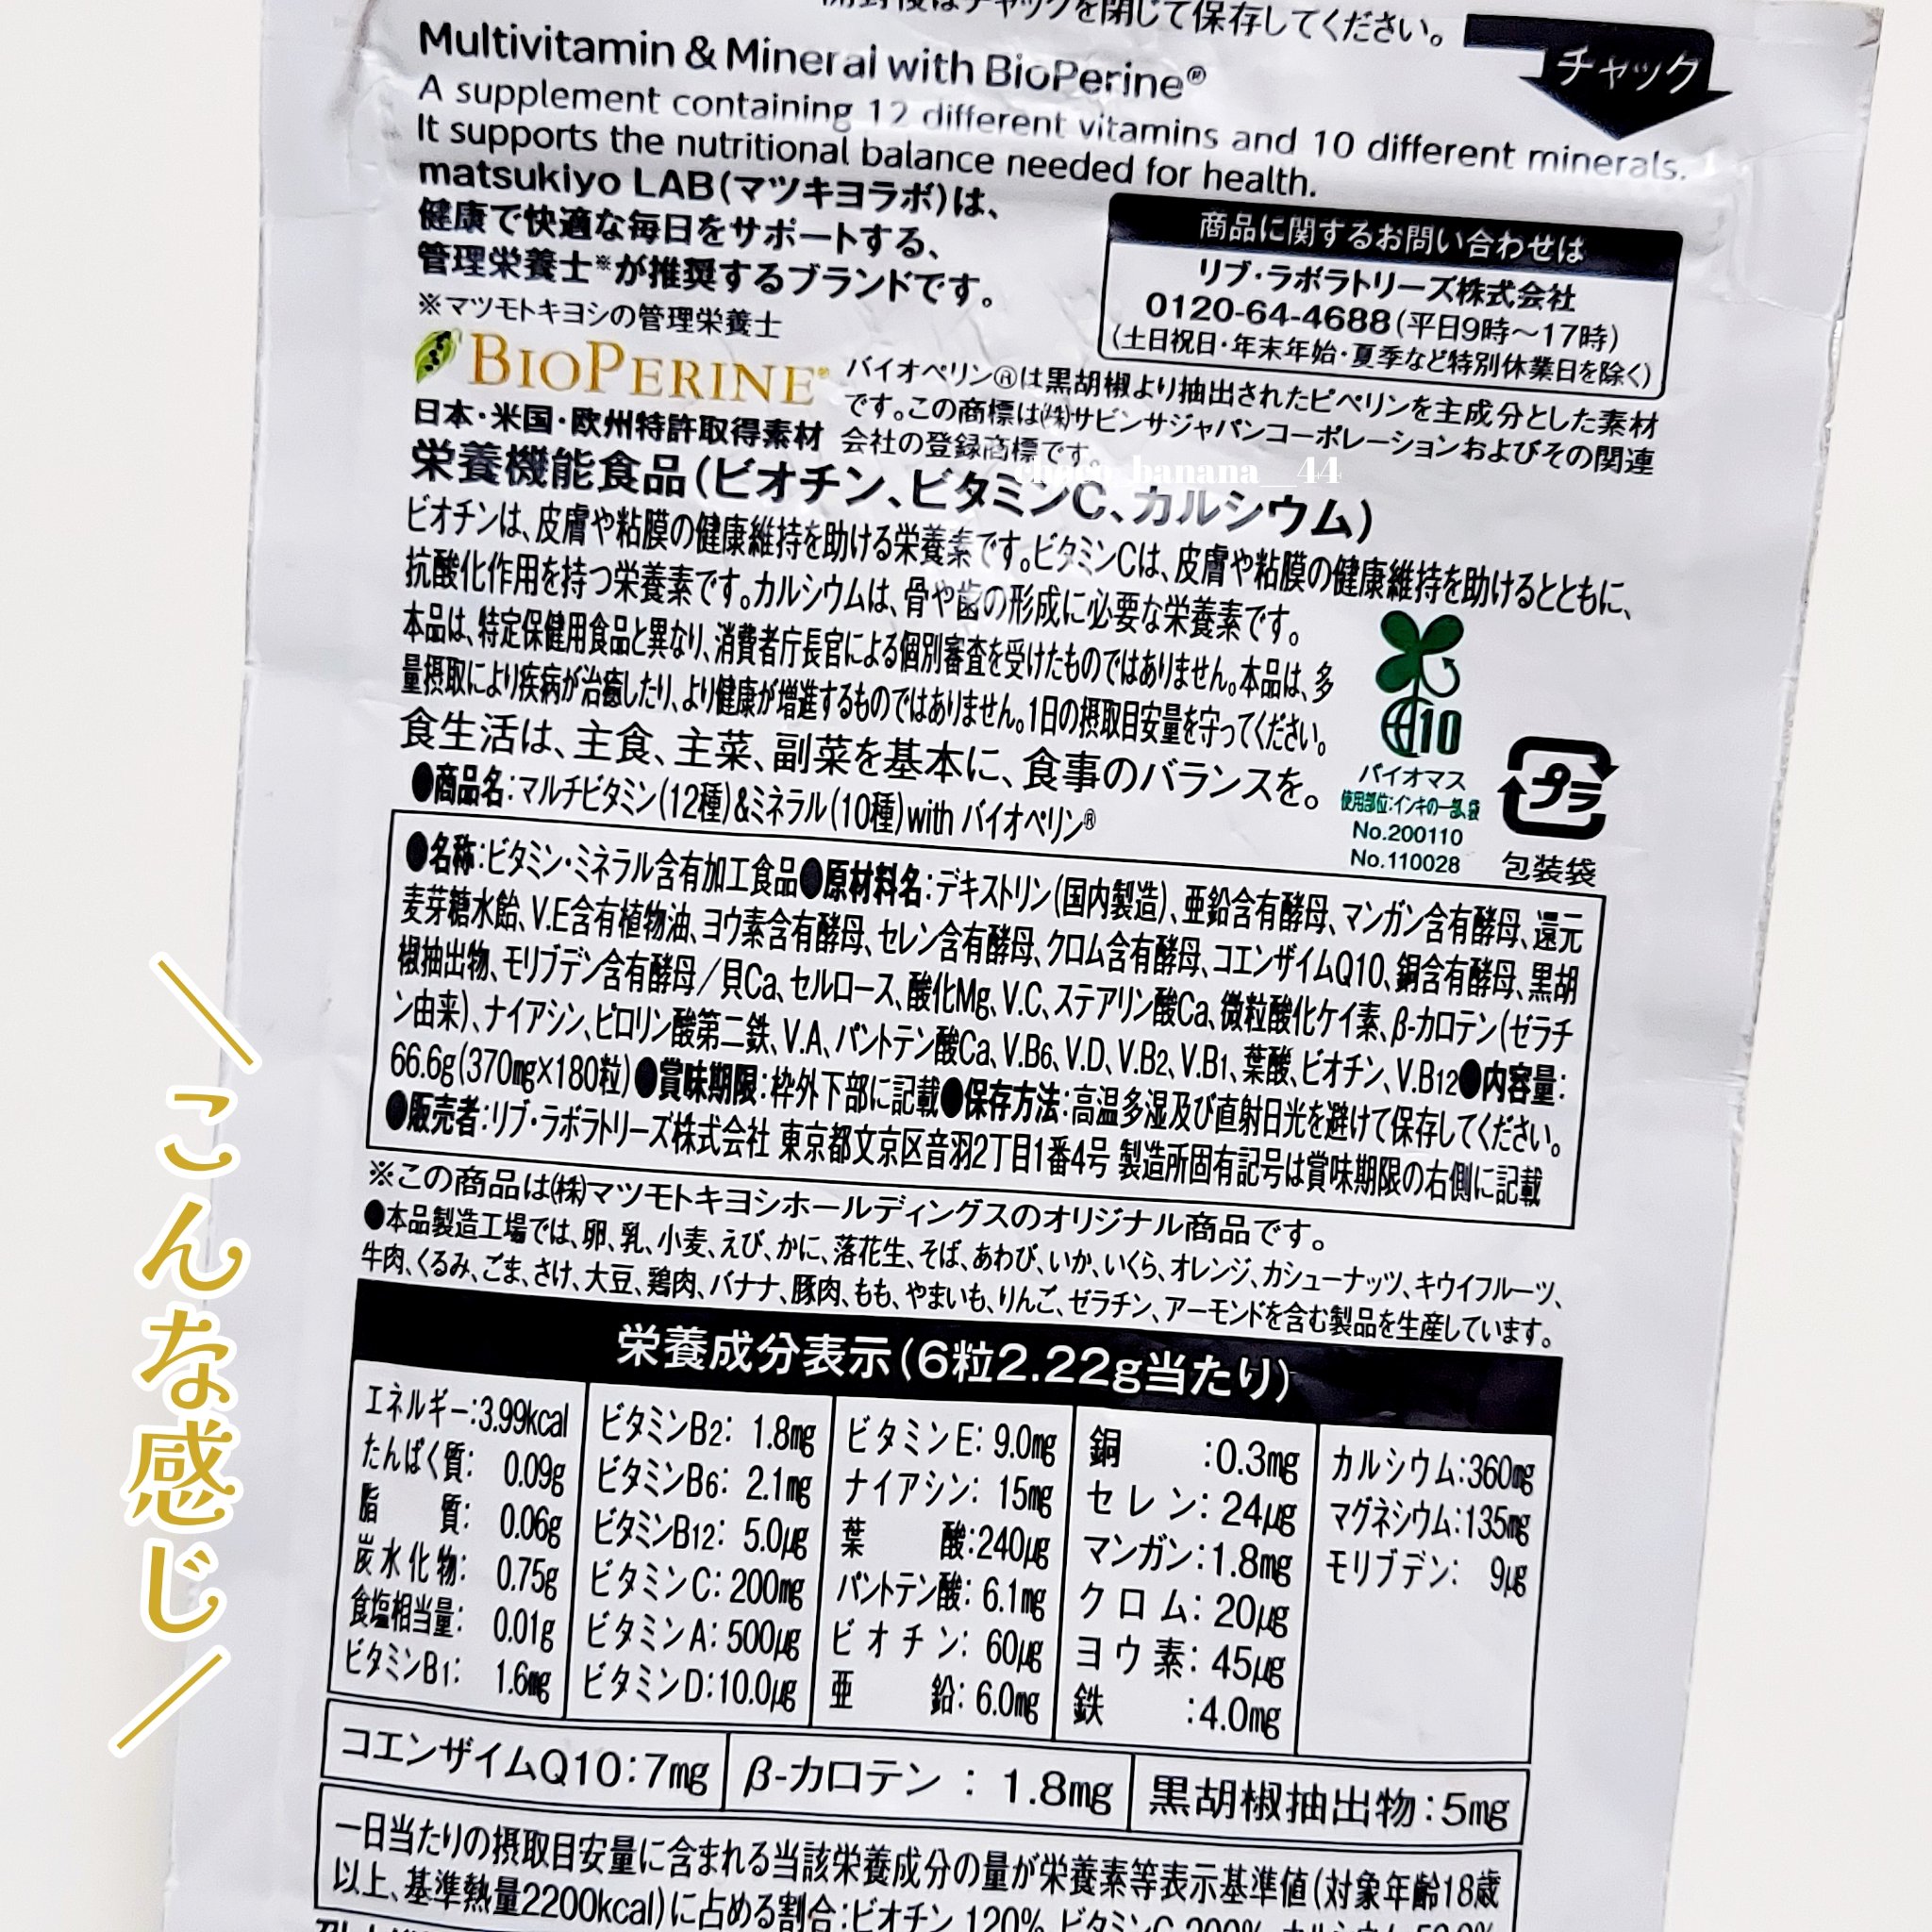 開封後はチャックを閉じて保存してください。
チャック
Multivitamin & Mineral with BioPerine®
A supplement containing 12 different vitamins and 10 different minerals.
It supports the nutritional balance needed for health.
matsukiyo LAB(マツキヨラボ)は、
健康で快適な毎日をサポートする、
管理栄養士※が推奨するブランドです。
※マツモトキヨシの管理栄養士
商品に関するお問い合わせは
リブ・ラボラトリーズ株式会社
0120-64-4688(平日9時～17時)
(土日祝日・年末年始・夏季など特別休業日を除く)
BIOPERINE®
日本・米国・欧州特許取得素材
バイオペリン®は黒胡椒より抽出されたピペリンを主成分とした素材
です。この商標は㈱サビンサジャパンコーポレーションおよびその関連
会社の登録商標です。
choco_banana__44
栄養機能食品(ビオチン、ビタミンC、カルシウム)
ビオチンは、皮膚や粘膜の健康維持を助ける栄養素です。ビタミンCは、皮膚や粘膜の健康維持を助けるとともに、
抗酸化作用を持つ栄養素です。カルシウムは、骨や歯の形成に必要な栄養素です。
本品は、特定保健用食品と異なり、消費者庁長官による個別審査を受けたものではありません。本品は、多
量摂取により疾病が治癒したり、より健康が増進するものではありません。1日の摂取目安量を守ってください。
食生活は、主食、主菜、副菜を基本に、食事のバランスを。
10
バイオマス
使用部位:インキの一部、袋
No.200110
No.110028
プラ
包装袋
●商品名:マルチビタミン(12種)&ミネラル(10種)with バイオペリン®
●名称:ビタミン・ミネラル含有加工食品●原材料名:デキストリン(国内製造)、亜鉛含有酵母、マンガン含有酵母、還元
麦芽糖水飴、V.E含有植物油、ヨウ素含有酵母、セレン含有酵母、クロム含有酵母、コエンザイムQ10、銅含有酵母、黒胡
椒抽出物、モリブデン含有酵母/貝Ca、セルロース、酸化Mg、V.C、ステアリン酸Ca、微粒酸化ケイ素、β-カロテン(ゼラチ
ン由来)、ナイアシン、ピロリン酸第二鉄、V.A、パントテン酸Ca、V.B6、V.D、V.B2、V.B1、葉酸、ビオチン、V.B12●内容量:
66.6g(370mg×180粒)●賞味期限:枠外下部に記載●保存方法:高温多湿及び直射日光を避けて保存してください。
●販売者:リブ・ラボラトリーズ株式会社 東京都文京区音羽2丁目1番4号 製造所固有記号は賞味期限の右側に記載
※この商品は㈱マツモトキヨシホールディングスのオリジナル商品です。
●本品製造工場では、卵、乳、小麦、えび、かに、落花生、そば、あわび、いか、いくら、オレンジ、カシューナッツ、キウイフルーツ、
牛肉、くるみ、ごま、さけ、大豆、鶏肉、バナナ、豚肉、もも、やまいも、りんご、ゼラチン、アーモンドを含む製品を生産しています。
栄養成分表示(6粒2.22g当たり)
エネルギー:3.99kcal
たんぱく質: 0.09g
脂質: 0.06g
炭水化物: 0.75g
食塩相当量: 0.01g
ビタミンB1: 1.6mg
ビタミンB2: 1.8mg
ビタミンB6: 2.1mg
ビタミンB12: 5.0μg
ビタミンC: 200mg
ビタミンA: 500μg
ビタミンD:10.0μg
ビタミンE: 9.0mg
ナイアシン: 15mg
葉酸:240μg
パントテン酸: 6.1mg
ビオチン: 60μg
亜鉛: 6.0mg
銅:0.3mg
セレン: 24μg
マンガン:1.8mg
クロム: 20μg
ヨウ素: 45μg
鉄:4.0mg
カルシウム:360mg
マグネシウム:135mg
モリブデン: 9μg
コエンザイムQ10:7mg
β-カロテン : 1.8mg
黒胡椒抽出物:5mg
一日当たりの摂取目安量に含まれる当該栄養成分の量が栄養素等表示基準値(対象年齢18歳
以上、基準熱量2200kcal)に占める割合:ビオチン 120% ビタミンC 200%
こんな感じ